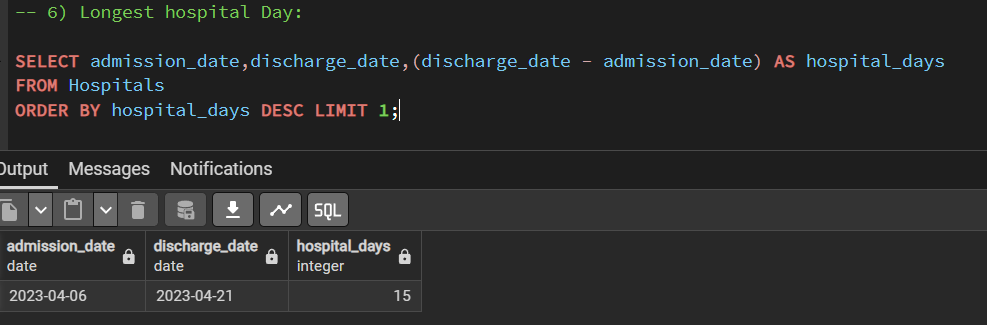 -- 6) Longest hospital Day:
SELECT admission_date,discharge_date,(discharge_date - admission_date) AS hospital_days
FROM Hospitals
ORDER BY hospital_days DESC LIMIT 1;
Output Messages Notifications
SQL
admission_date discharge_date hospital_days
date date integer
2023-04-06 2023-04-21 15